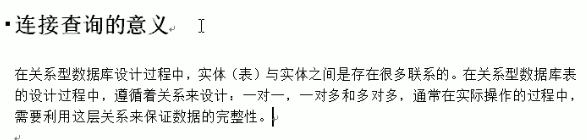 连接查询的意义
在关系型数据库设计过程中，实体（表）与实体之间是存在很多联系的。在关系型数据库表
的设计过程中，遵循着关系来设计：一对一，一对多和多对多，通常在实际操作的过程中，
需要利用这层关系来保证数据的完整性。